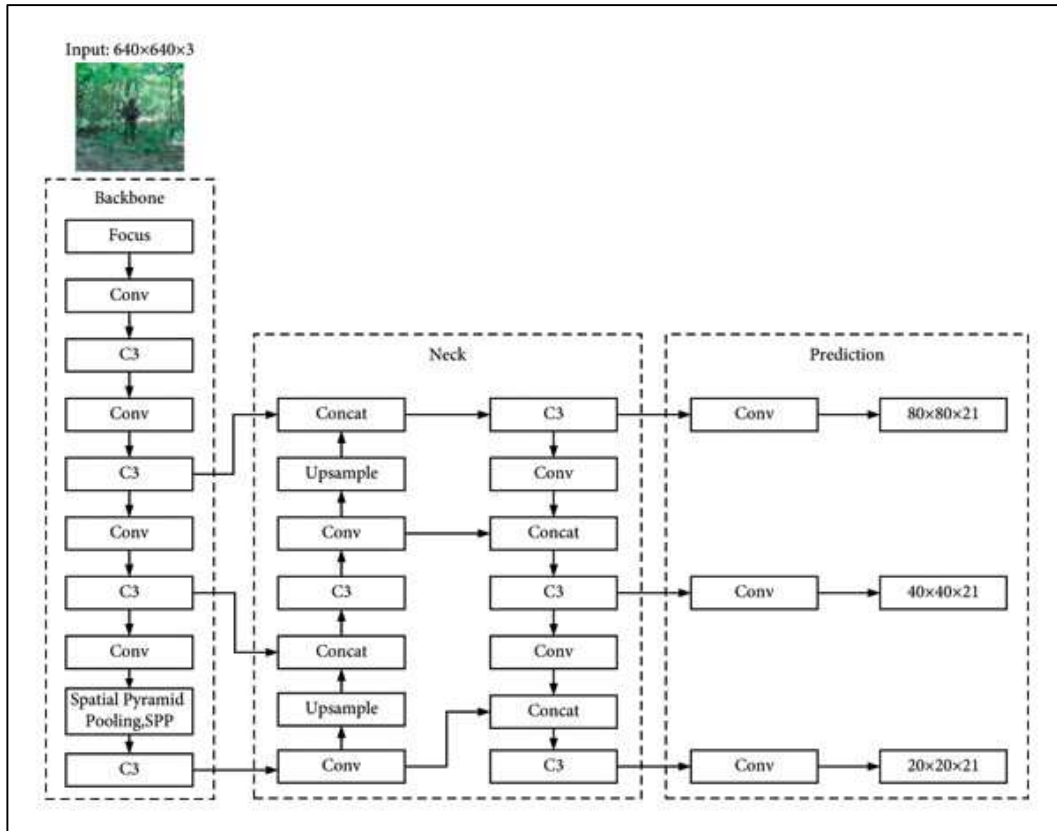 Input: 640×640×3
Backbone
Focus
Conv
C3
Conv
C3
Conv
C3
Conv
Spatial Pyramid
Pooling,SPP
C3
Neck
Concat
Upsample
Conv
C3
Concat
Upsample
Conv
C3
Conv
Concat
C3
Conv
Concat
C3
Prediction
Conv
80×80×21
Conv
40×40×21
Conv
20×20×21